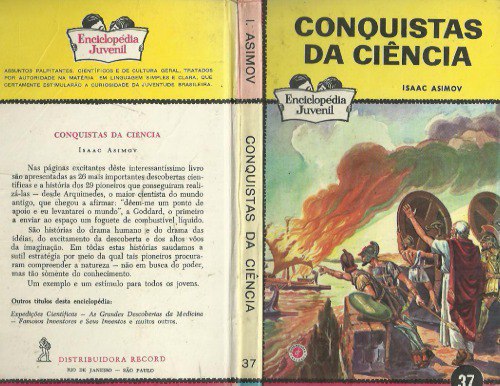 Enciclopédia
Juvenil
ASSUNTOS PALPITANTES, CIENTÍFICOS E DE CULTURA GERAL, TRATADOS
POR AUTORIDADE NA MATÉRIA EM LINGUAGEM SIMPLES E CLARA, QUE
CERTAMENTE ESTIMULARÃO A CURIOSIDADE DA JUVENTUDE BRASILEIRA.
CONQUISTAS DA CIENCIA
ISAAC ASIMOV
Nas páginas excitantes dêste interessantíssimo livro
são apresentadas as 26 mais importantes descobertas cien-
tíficas e a história dos 29 pioneiros que conseguiram reali-
zá-las — desde Arquimedes, o maior cientista do mundo
antigo, que chegou a afirmar: "dêem-me um ponto de
apoio e eu levantarei o mundo", a Goddard, o primeiro
a enviar ao espaço um foguete de combustível líquido.
São histórias do drama humano e do drama das
idéias, do excitamento da descoberta e dos altos vôos
da imaginação. Em tôdas estas histórias saudamos a
sutil estratégia por meio da qual tais pioneiros procura-
ram compreender a natureza — não em busca do poder,
mas tão sòmente do conhecimento.
Um exemplo e um estímulo para todos os jovens.
Outros títulos desta enciclopédia:
Expedições Científicas — As Grandes Descobertas da Medicina
— Famosos Inventores e Seus Inventos e muitos outros.
DISTRIBUIDORA RECORD
RIO DE JANEIRO — SÃO PAULO
I. ASIMOV
CONQUISTAS DA CIÊNCIA
37
CONQUISTAS
DA CIÊNCIA
ISAAC ASIMOV
Enciclopédia
Juvenil
37